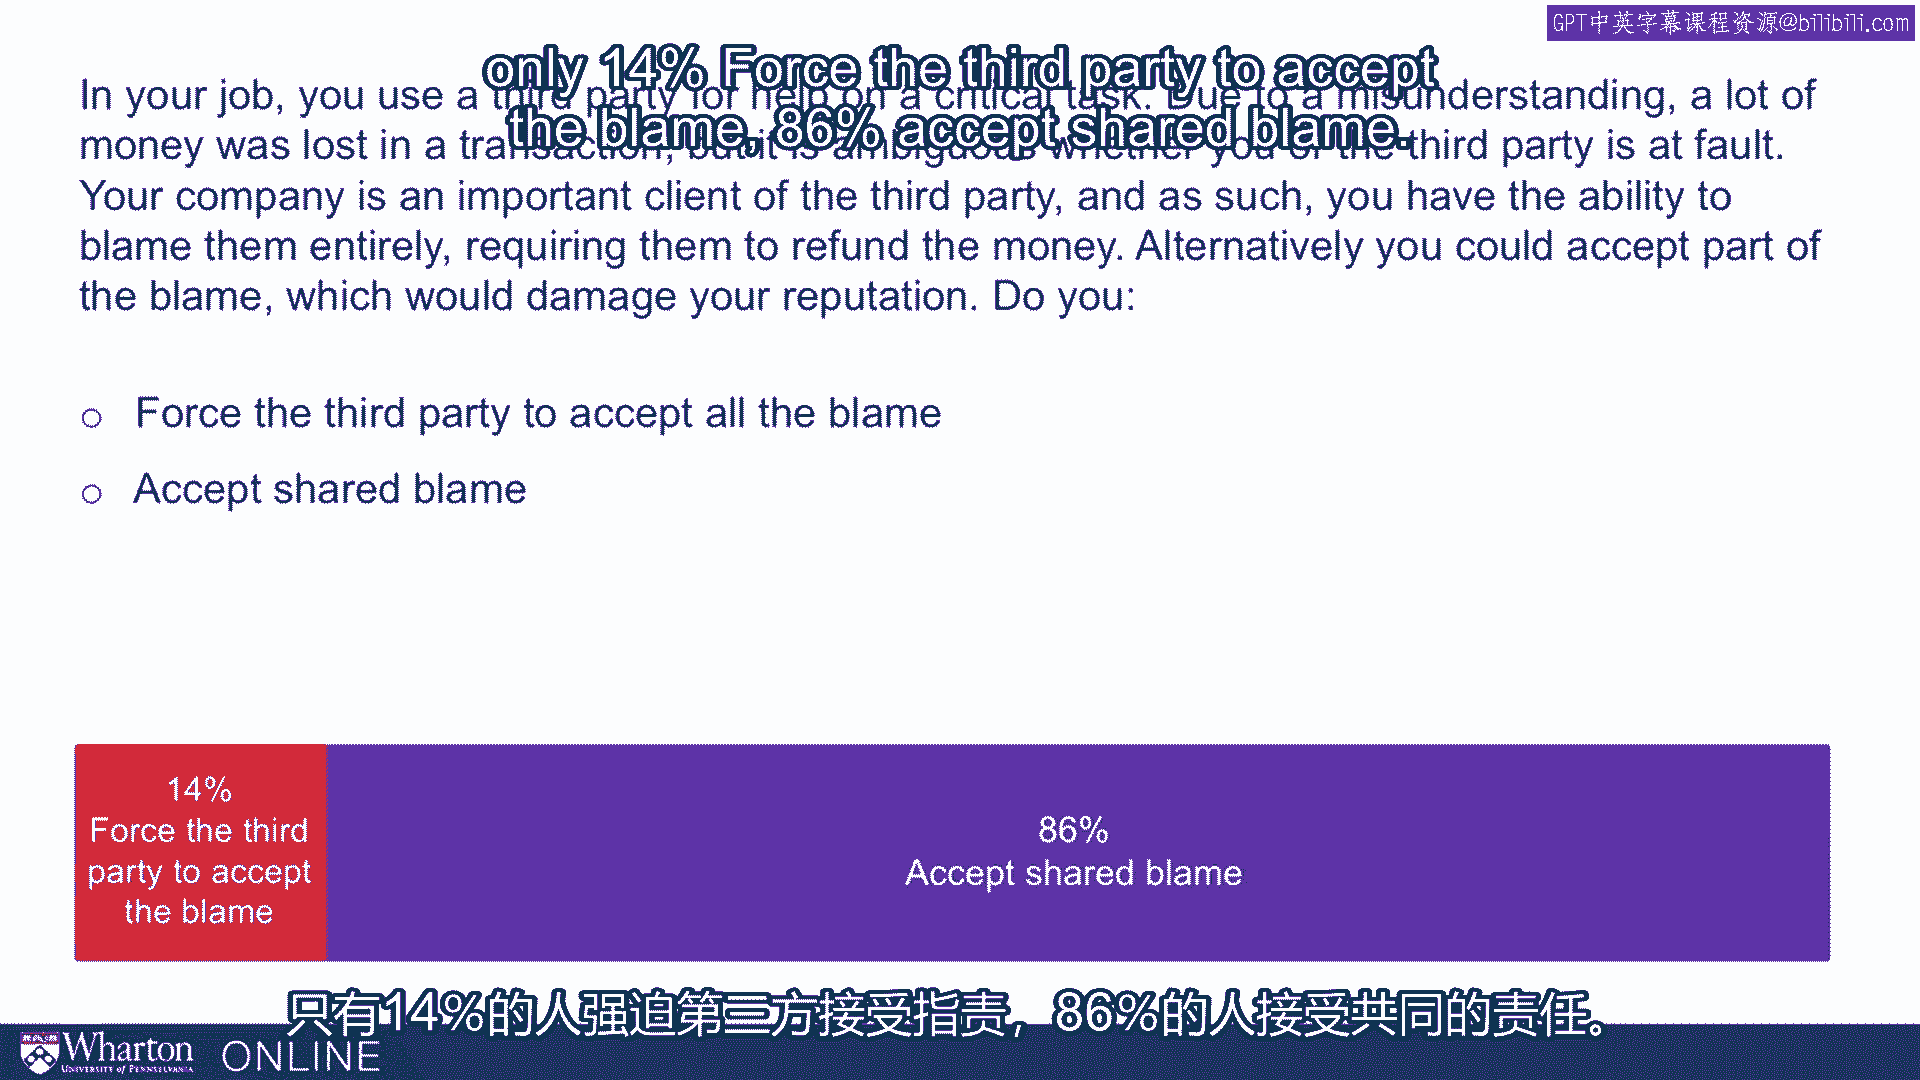 GPT中英字幕课程资源@bilibili.com
only 14% Force the third party to accept
the blame, 86% accept shared blame.
In your job, you use a third party for help on a critical task. Due to a misunderstanding, a lot of
money was lost in a transaction, but it is ambiguous whether you or the third party is at fault.
Your company is an important client of the third party, and as such, you have the ability to
blame them entirely, requiring them to refund the money. Alternatively you could accept part of
the blame, which would damage your reputation. Do you:
Force the third party to accept all the blame
Accept shared blame
14%
Force the third
party to accept
the blame
86%
Accept shared blame
只有14%的人强迫第三方接受指责，86%的人接受共同的责任。
Wharton
UNIVERSITY of PENNSYLVANIA
ONLINE